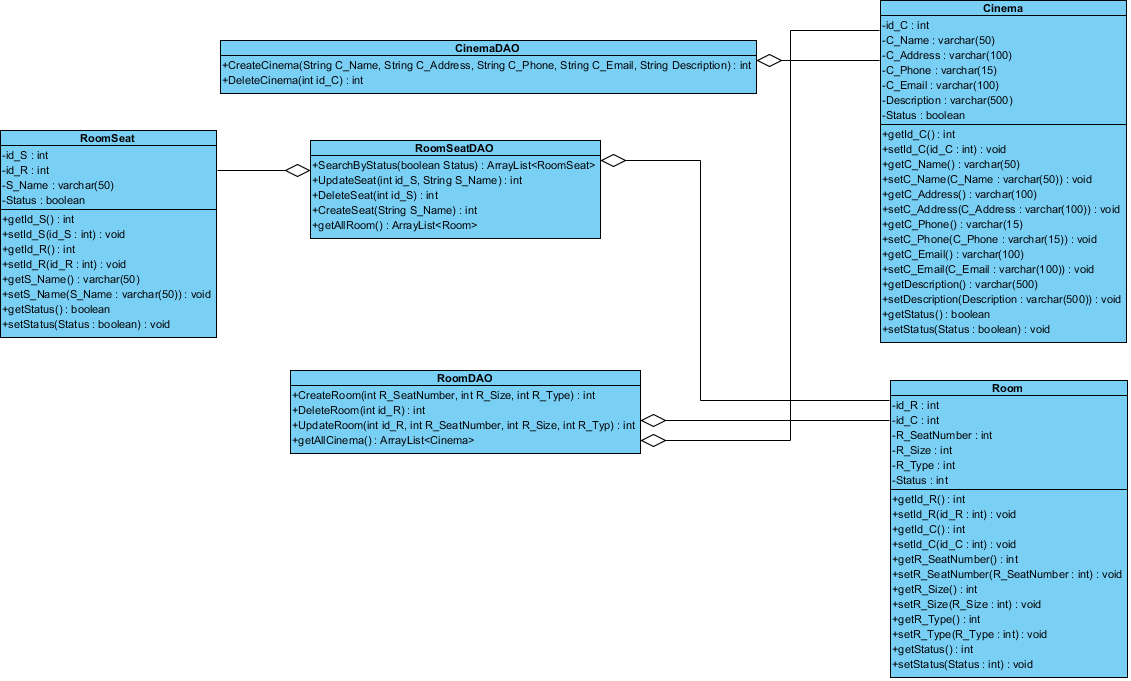 Cinema
-id_C : int
-C_Name : varchar(50)
-C_Address : varchar(100)
-C_Phone : varchar(15)
-C_Email : varchar(100)
-Description : varchar(500)
-Status : boolean
+getId_C() : int
+setId_C(id_C : int) : void
+getC_Name() : varchar(50)
+setC_Name(C_Name : varchar(50)) : void
+getC_Address() : varchar(100)
+setC_Address(C_Address : varchar(100)) : void
+getC_Phone() : varchar(15)
+setC_Phone(C_Phone : varchar(15)) : void
+getC_Email() : varchar(100)
+setC_Email(C_Email : varchar(100)) : void
+getDescription() : varchar(500)
+setDescription(Description : varchar(500)) : void
+getStatus() : boolean
+setStatus(Status : boolean) : void
CinemaDAO
+CreateCinema(String C_Name, String C_Address, String C_Phone, String C_Email, String Description) : int
+DeleteCinema(int id_C) : int
RoomSeat
-id_S : int
-id_R : int
-S_Name : varchar(50)
-Status : boolean
+getId_S() : int
+setId_S(id_S : int) : void
+getId_R() : int
+setId_R(id_R : int) : void
+getS_Name() : varchar(50)
+setS_Name(S_Name : varchar(50)) : void
+getStatus() : boolean
+setStatus(Status : boolean) : void
RoomSeatDAO
+SearchByStatus(boolean Status) : ArrayList<RoomSeat>
+UpdateSeat(int id_S, String S_Name) : int
+DeleteSeat(int id_S) : int
+CreateSeat(String S_Name) : int
+getAllRoom() : ArrayList<Room>
RoomDAO
+CreateRoom(int R_SeatNumber, int R_Size, int R_Type) : int
+DeleteRoom(int id_R) : int
+UpdateRoom(int id_R, int R_SeatNumber, int R_Size, int R_Typ) : int
+getAllCinema() : ArrayList<Cinema>
Room
-id_R : int
-id_C : int
-R_SeatNumber : int
-R_Size : int
-R_Type : int
-Status : int
+getId_R() : int
+setId_R(id_R : int) : void
+getId_C() : int
+setId_C(id_C : int) : void
+getR_SeatNumber() : int
+setR_SeatNumber(R_SeatNumber : int) : void
+getR_Size() : int
+setR_Size(R_Size : int) : void
+getR_Type() : int
+setR_Type(R_Type : int) : void
+getStatus() : int
+setStatus(Status : int) : void